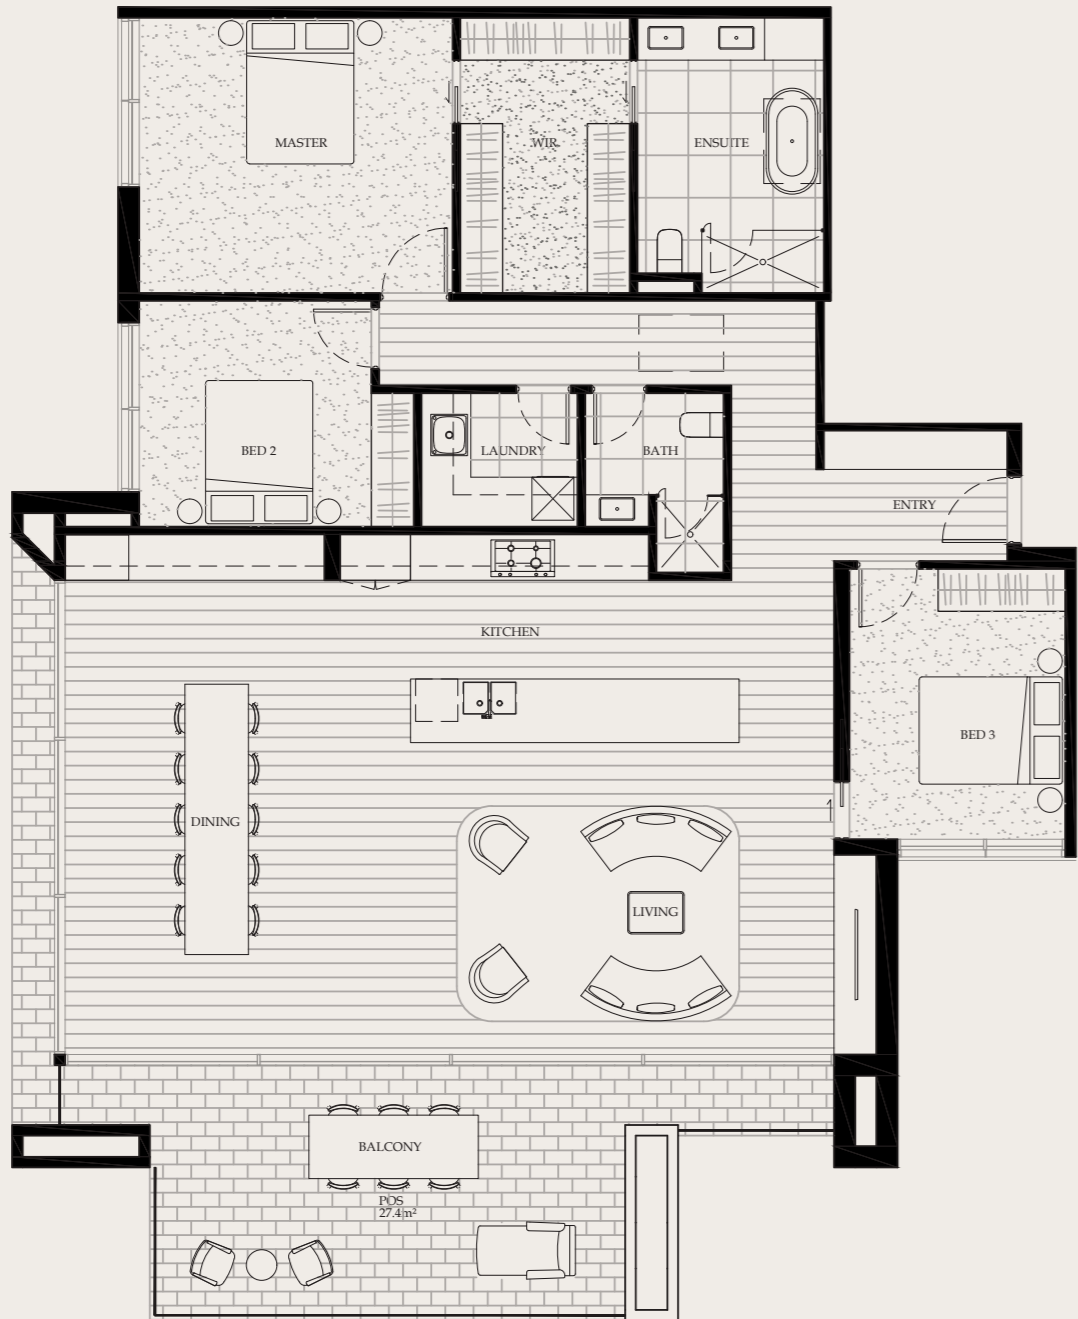 MASTER
WIR
ENSUITE
BED 2
LAUNDRY
BATH
ENTRY
KITCHEN
BED 3
DINING
LIVING
BALCONY
POS
27.4m²